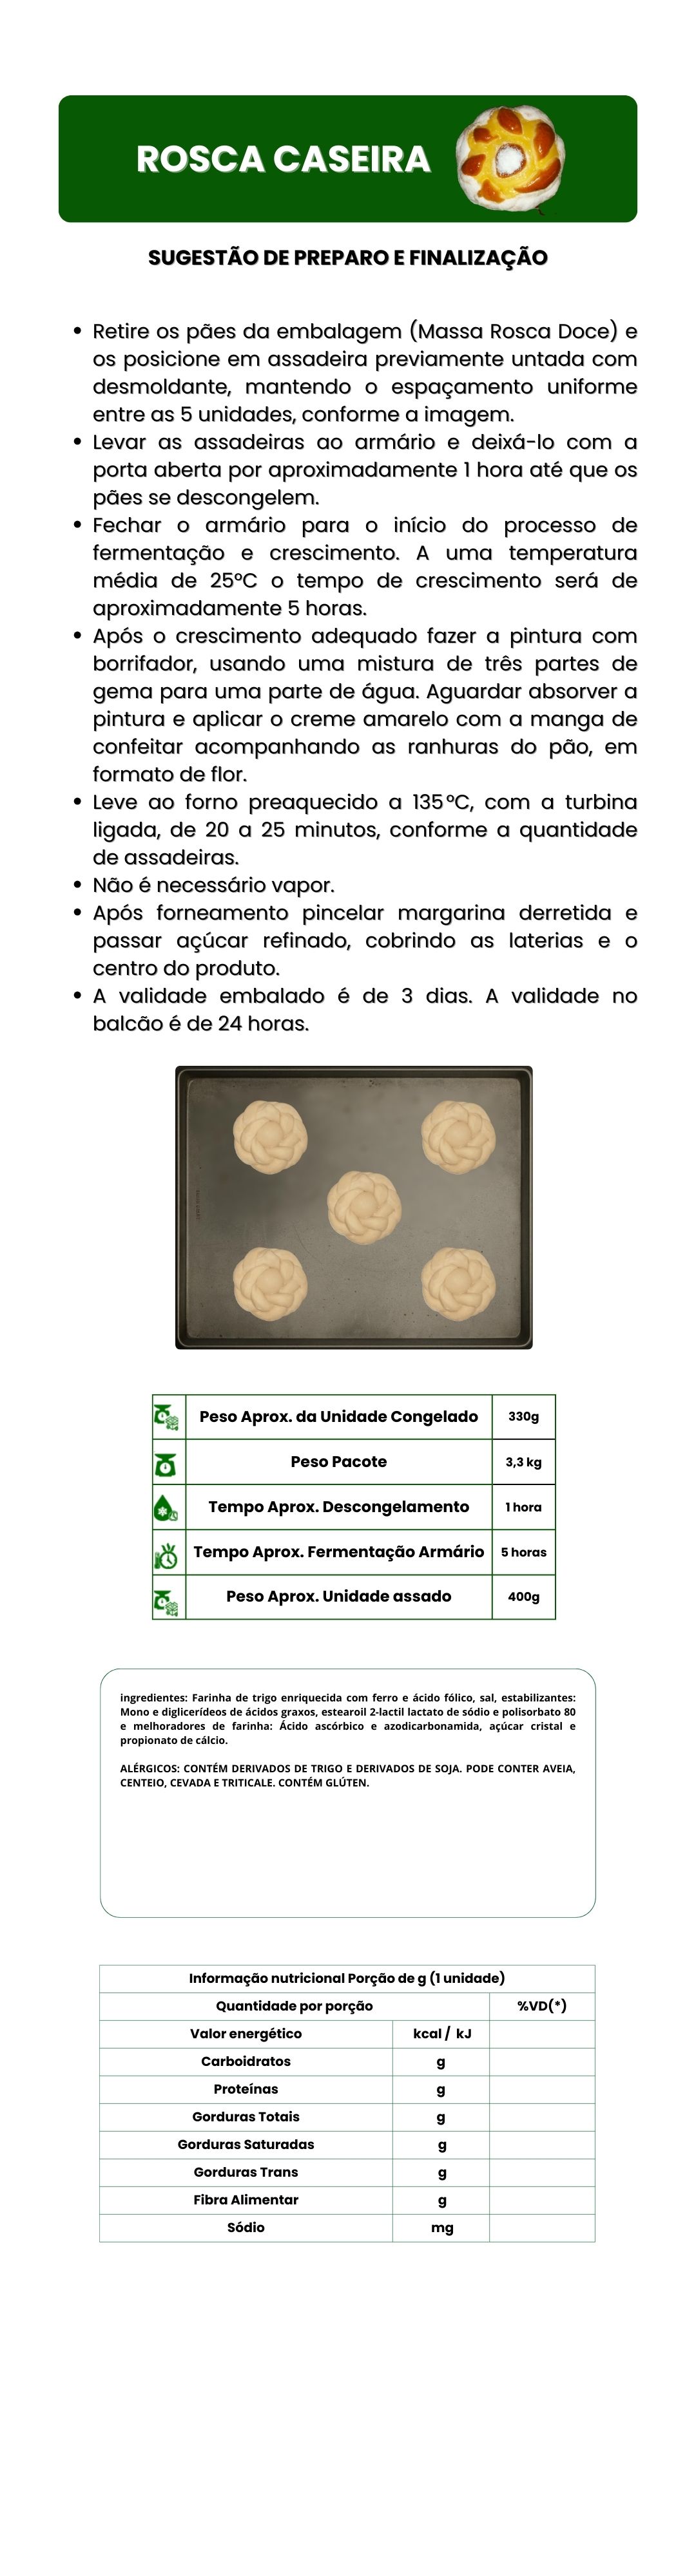 ROSCA CASEIRA
SUGESTÃO DE PREPARO E FINALIZAÇÃO
• Retire os pães da embalagem (Massa Rosca Doce) e
os posicione em assadeira previamente untada com
desmoldante, mantendo o espaçamento uniforme
entre as 5 unidades, conforme a imagem.
• Levar as assadeiras ao armário e deixá-lo com a
porta aberta por aproximadamente 1 hora até que os
pães se descongelem.
• Fechar o armário para o início do processo de
fermentação e crescimento. A uma temperatura
média de 25°C o tempo de crescimento será de
aproximadamente 5 horas.
• Após o crescimento adequado fazer a pintura com
borrifador, usando uma mistura de três partes de
gema para uma parte de água. Aguardar absorver a
pintura e aplicar o creme amarelo com a manga de
confeitar acompanhando as ranhuras do pão, em
formato de flor.
• Leve ao forno preaquecido a 135°C, com a turbina
ligada, de 20 a 25 minutos, conforme a quantidade
de assadeiras.
• Não é necessário vapor.
• Após forneamento pincelar margarina derretida e
passar açúcar refinado, cobrindo as laterias e o
centro do produto.
• A validade embalado é de 3 dias. A validade no
balcão é de 24 horas.
Peso Aprox. da Unidade Congelado 330g
Peso Pacote 3,3 kg
Tempo Aprox. Descongelamento 1 hora
Tempo Aprox. Fermentação Armário 5 horas
Peso Aprox. Unidade assado 400g
ingredientes: Farinha de trigo enriquecida com ferro e ácido fólico, sal, estabilizantes:
Mono e diglicerídeos de ácidos graxos, estearoil 2-lactil lactato de sódio e polisorbato 80
e melhoradores de farinha: Ácido ascórbico e azodicarbonamida, açúcar cristal e
propionato de cálcio.
ALÉRGICOS: CONTÉM DERIVADOS DE TRIGO E DERIVADOS DE SOJA. PODE CONTER AVEIA,
CENTEIO, CEVADA E TRITICALE. CONTÉM GLÚTEN.
Informação nutricional Porção de g (1 unidade)
Quantidade por porção %VD(*)
Valor energético kcal / kJ
Carboidratos g
Proteínas g
Gorduras Totais g
Gorduras Saturadas g
Gorduras Trans g
Fibra Alimentar g
Sódio mg